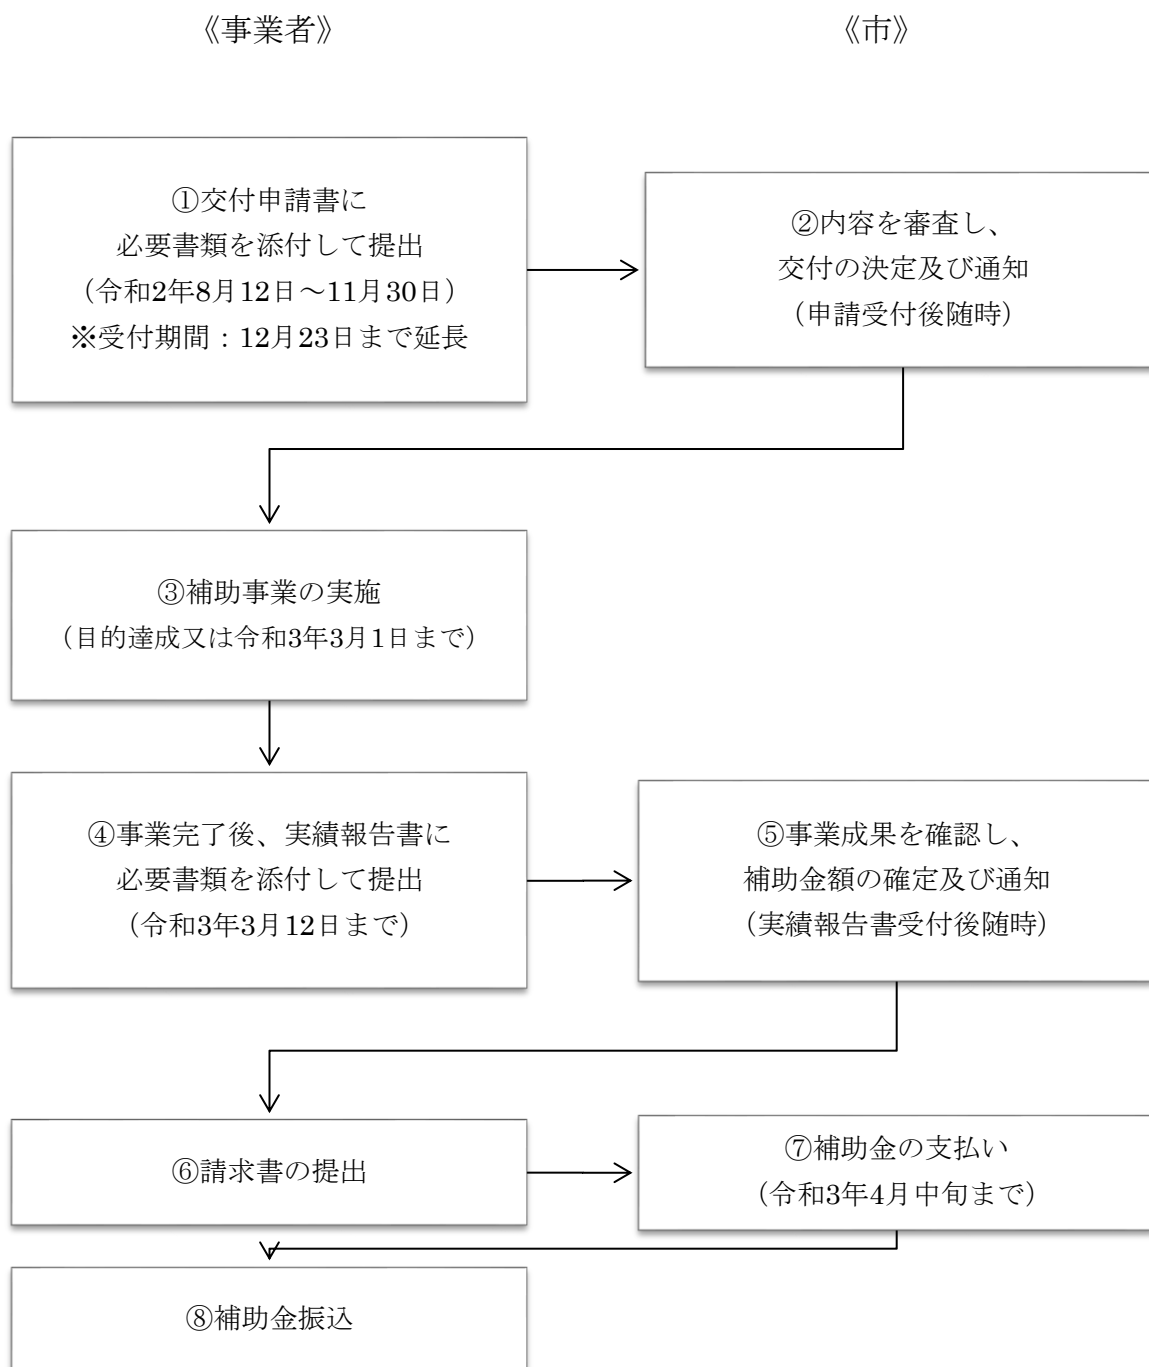 《事業者》
《市》
①交付申請書に
必要書類を添付して提出
（令和2年8月12日～11月30日）
※受付期間：12月23日まで延長
②内容を審査し、
交付の決定及び通知
（申請受付後随時）
③補助事業の実施
（目的達成又は令和3年3月1日まで）
④事業完了後、実績報告書に
必要書類を添付して提出
（令和3年3月12日まで）
⑤事業成果を確認し、
補助金額の確定及び通知
（実績報告書受付後随時）
⑥請求書の提出
⑦補助金の支払い
（令和3年4月中旬まで）
⑧補助金振込